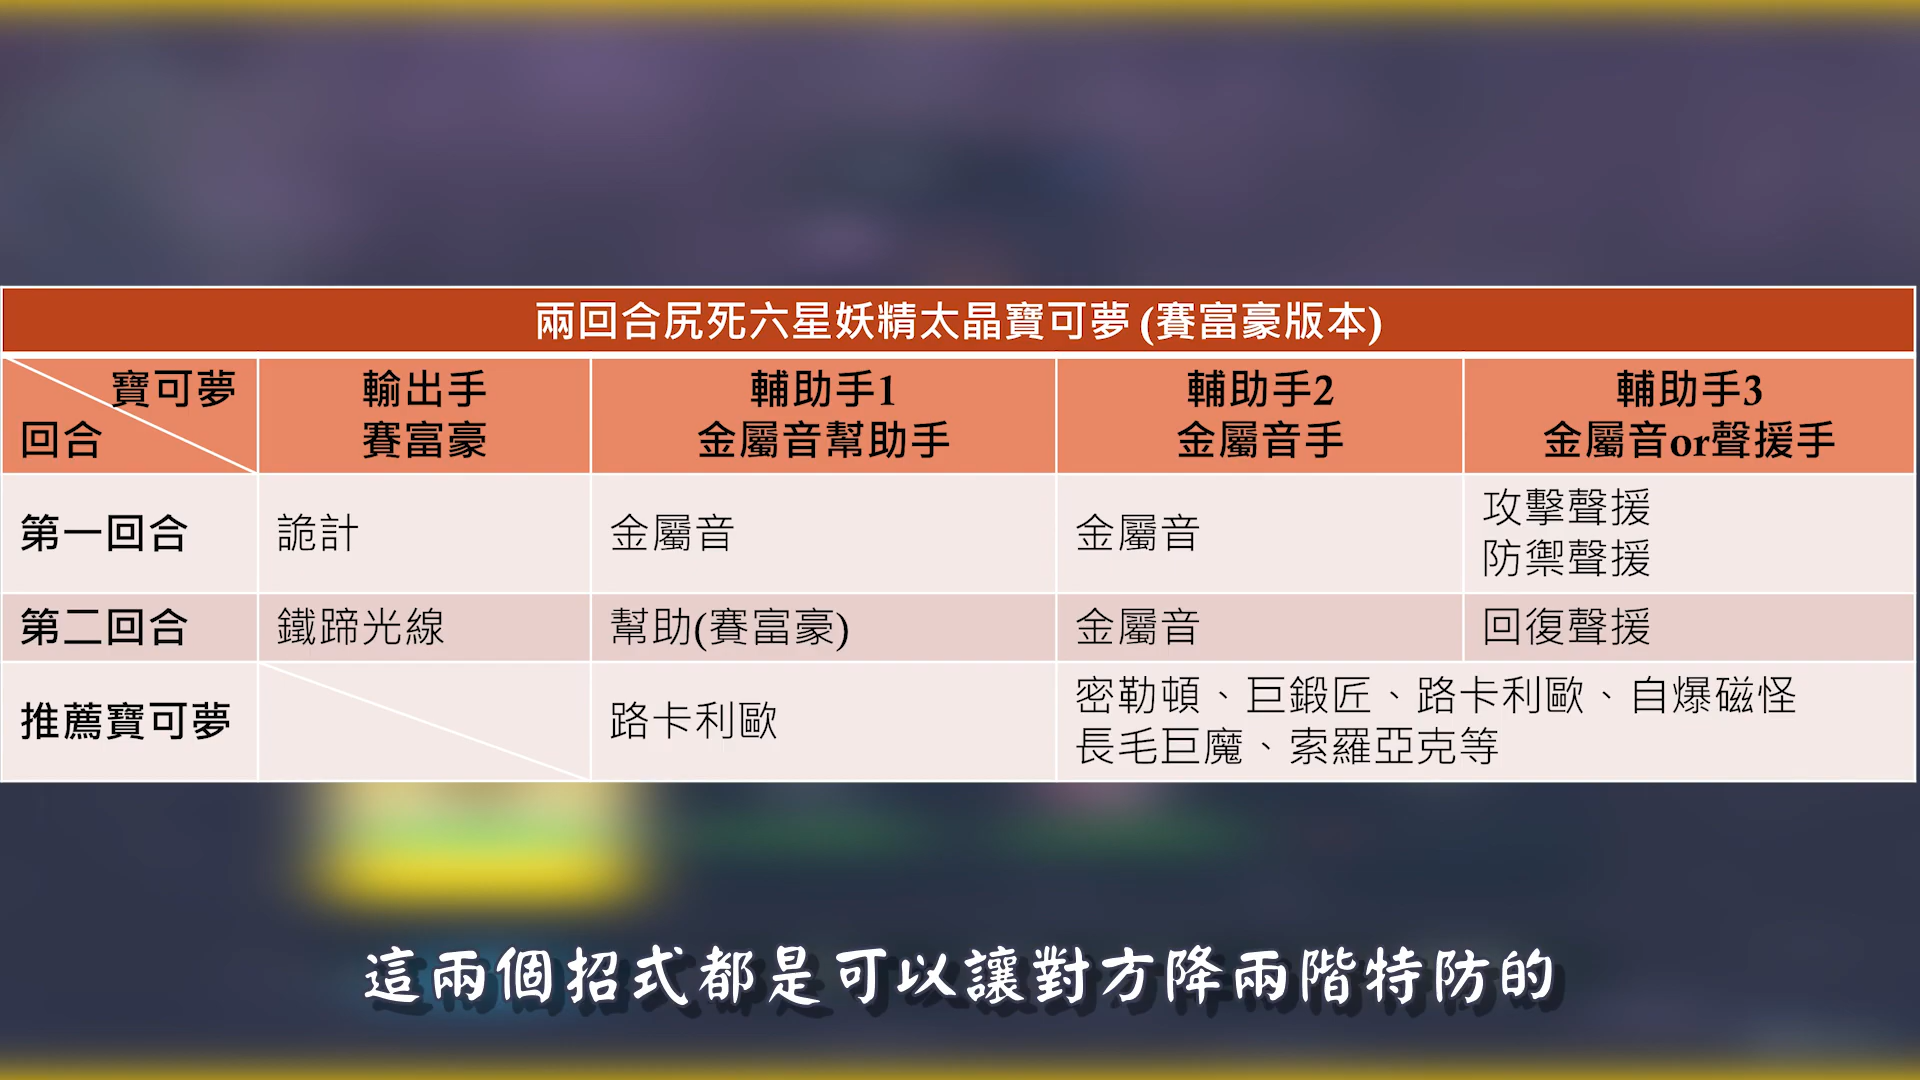 兩回合尻死六星妖精太晶寶可夢 (賽富豪版本)
寶可夢
回合
輸出手
賽富豪
輔助手1
金屬音幫助手
輔助手2
金屬音手
輔助手3
金屬音or聲援手
第一回合
詭計
金屬音
金屬音
攻擊聲援
防禦聲援
第二回合
鐵蹄光線
幫助(賽富豪)
金屬音
回復聲援
推薦寶可夢
路卡利歐
密勒頓、巨鍛匠、路卡利歐、自爆磁怪
長毛巨魔、索羅亞克等
這兩個招式都是可以讓對方降兩階特防的